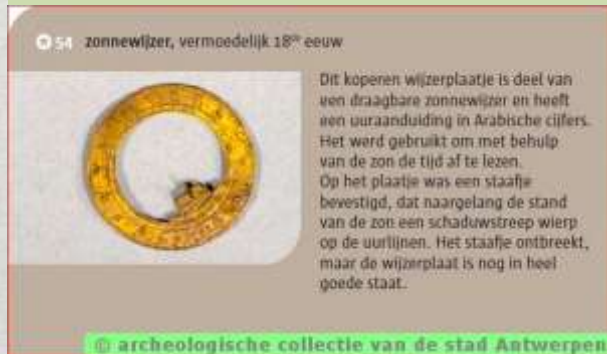 54 zonnewijzer, vermoedelijk 18de eeuw
Dit koperen wijzerplaatje is deel van
een draagbare zonnewijzer en heeft
een uuraanduiding in Arabische cijfers.
Het werd gebruikt om met behulp
van de zon de tijd af te lezen.
Op het plaatje was een staafje
bevestigd, dat naargelang de stand
van de zon een schaduwstreep wierp
op de uurlijnen. Het staafje ontbreekt,
maar de wijzerplaat is nog in heel
goede staat.
© archeologische collectie van de stad Antwerpen